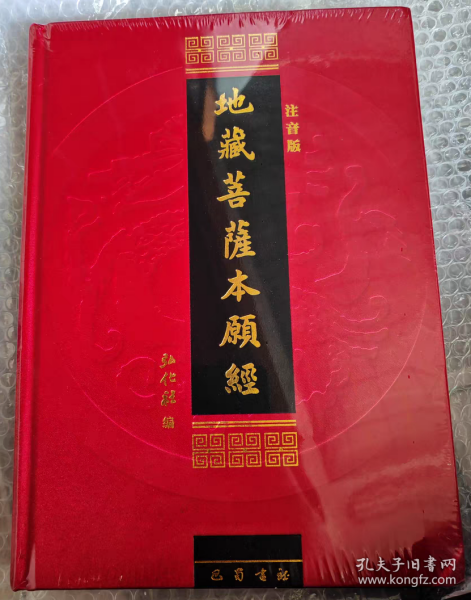 地藏菩薩本願經
注音版
弘化社 编
巴蜀書社
孔夫子旧书网
www.kongfz.com